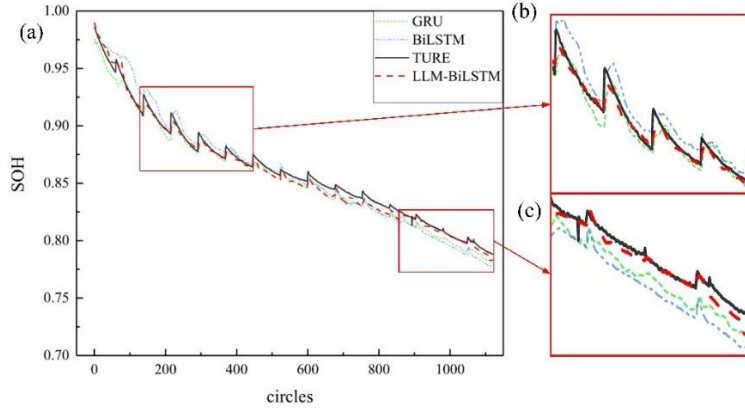 (a)
GRU
BiLSTM
TURE
LLM-BiLSTM
SOH
1.00
0.95
0.90
0.85
0.80
0.75
0.70
0 200 400 600 800 1000
circles
(b)
(c)